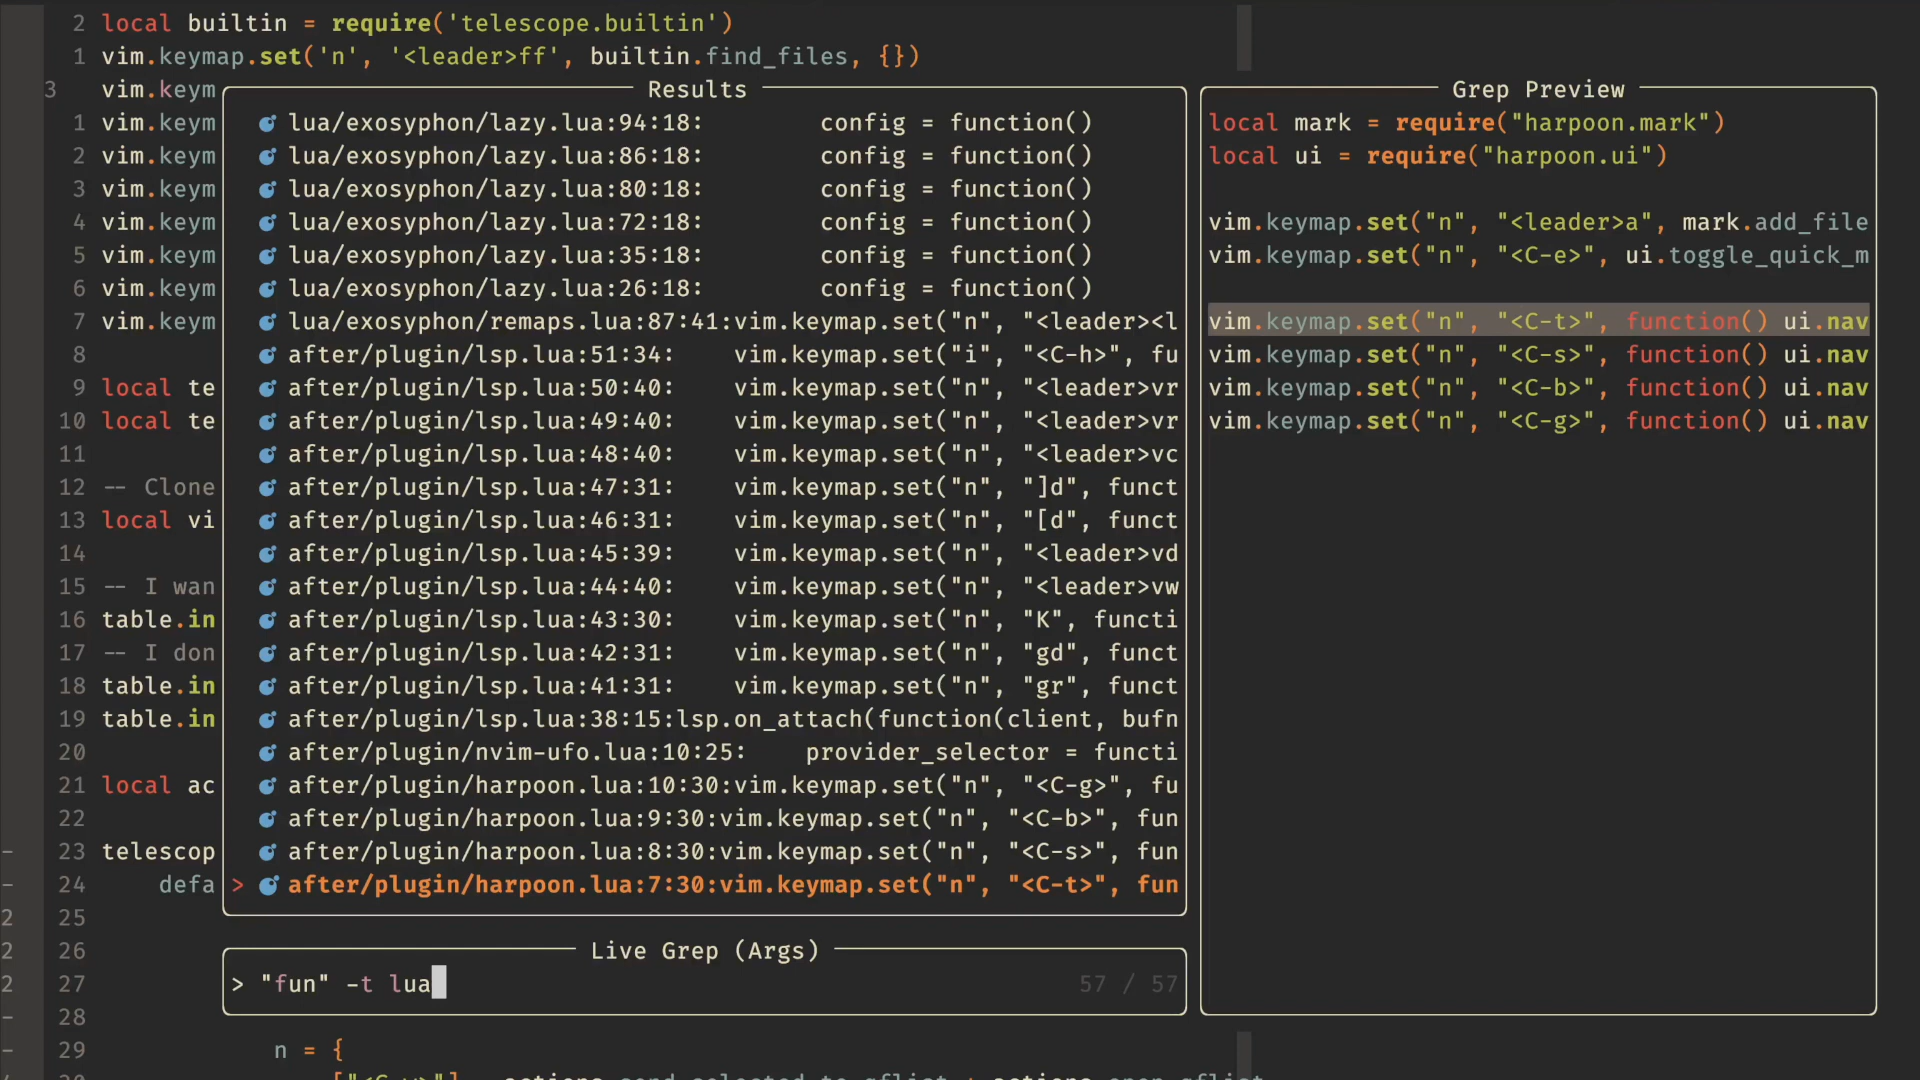 2 local builtin = require('telescope.builtin')
1 vim.keymap.set('n', '<leader>ff', builtin.find_files, {})
3 vim.keym
Results
Grep Preview
1 vim.keym
lua/exosyphon/lazy.lua:94:18: config = function()
local mark = require("harpoon.mark")
2 vim.keym
lua/exosyphon/lazy.lua:86:18: config = function()
local ui = require("harpoon.ui")
3 vim.keym
lua/exosyphon/lazy.lua:80:18: config = function()
4 vim.keym
lua/exosyphon/lazy.lua:72:18: config = function()
vim.keymap.set("n", "<leader>a", mark.add_file
5 vim.keym
lua/exosyphon/lazy.lua:35:18: config = function()
vim.keymap.set("n", "<C-e>", ui.toggle_quick_m
6 vim.keym
lua/exosyphon/lazy.lua:26:18: config = function()
7 vim.keym
lua/exosyphon/remaps.lua:87:41:vim.keymap.set("n", "<leader><l
vim.keymap.set("n", "<C-t>", function() ui.nav
8
after/plugin/lsp.lua:51:34: vim.keymap.set("i", "<C-h>", fu
vim.keymap.set("n", "<C-s>", function() ui.nav
9 local te
after/plugin/lsp.lua:50:40: vim.keymap.set("n", "<leader>vr
vim.keymap.set("n", "<C-b>", function() ui.nav
10 local te
after/plugin/lsp.lua:49:40: vim.keymap.set("n", "<leader>vr
vim.keymap.set("n", "<C-g>", function() ui.nav
11
after/plugin/lsp.lua:48:40: vim.keymap.set("n", "<leader>vc
12 -- Clone
after/plugin/lsp.lua:47:31: vim.keymap.set("n", "]d", funct
13 local vi
after/plugin/lsp.lua:46:31: vim.keymap.set("n", "[d", funct
14
after/plugin/lsp.lua:45:39: vim.keymap.set("n", "<leader>vd
15 -- I wan
after/plugin/lsp.lua:44:40: vim.keymap.set("n", "<leader>vw
16 table.in
after/plugin/lsp.lua:43:30: vim.keymap.set("n", "K", functi
17 -- I don
after/plugin/lsp.lua:42:31: vim.keymap.set("n", "gd", funct
18 table.in
after/plugin/lsp.lua:41:31: vim.keymap.set("n", "gr", funct
19 table.in
after/plugin/lsp.lua:38:15:lsp.on_attach(function(client, bufn
20
after/plugin/nvim-ufo.lua:10:25: provider_selector = functi
21 local ac
after/plugin/harpoon.lua:10:30:vim.keymap.set("n", "<C-g>", fu
22
after/plugin/harpoon.lua:9:30:vim.keymap.set("n", "<C-b>", fun
- 23 telescop
after/plugin/harpoon.lua:8:30:vim.keymap.set("n", "<C-s>", fun
- 24 defa
> after/plugin/harpoon.lua:7:30:vim.keymap.set("n", "<C-t>", fun
2 25
2 26
Live Grep (Args)
2 27
> "fun" -t lua
57 / 57
- 28
- 29 n = {